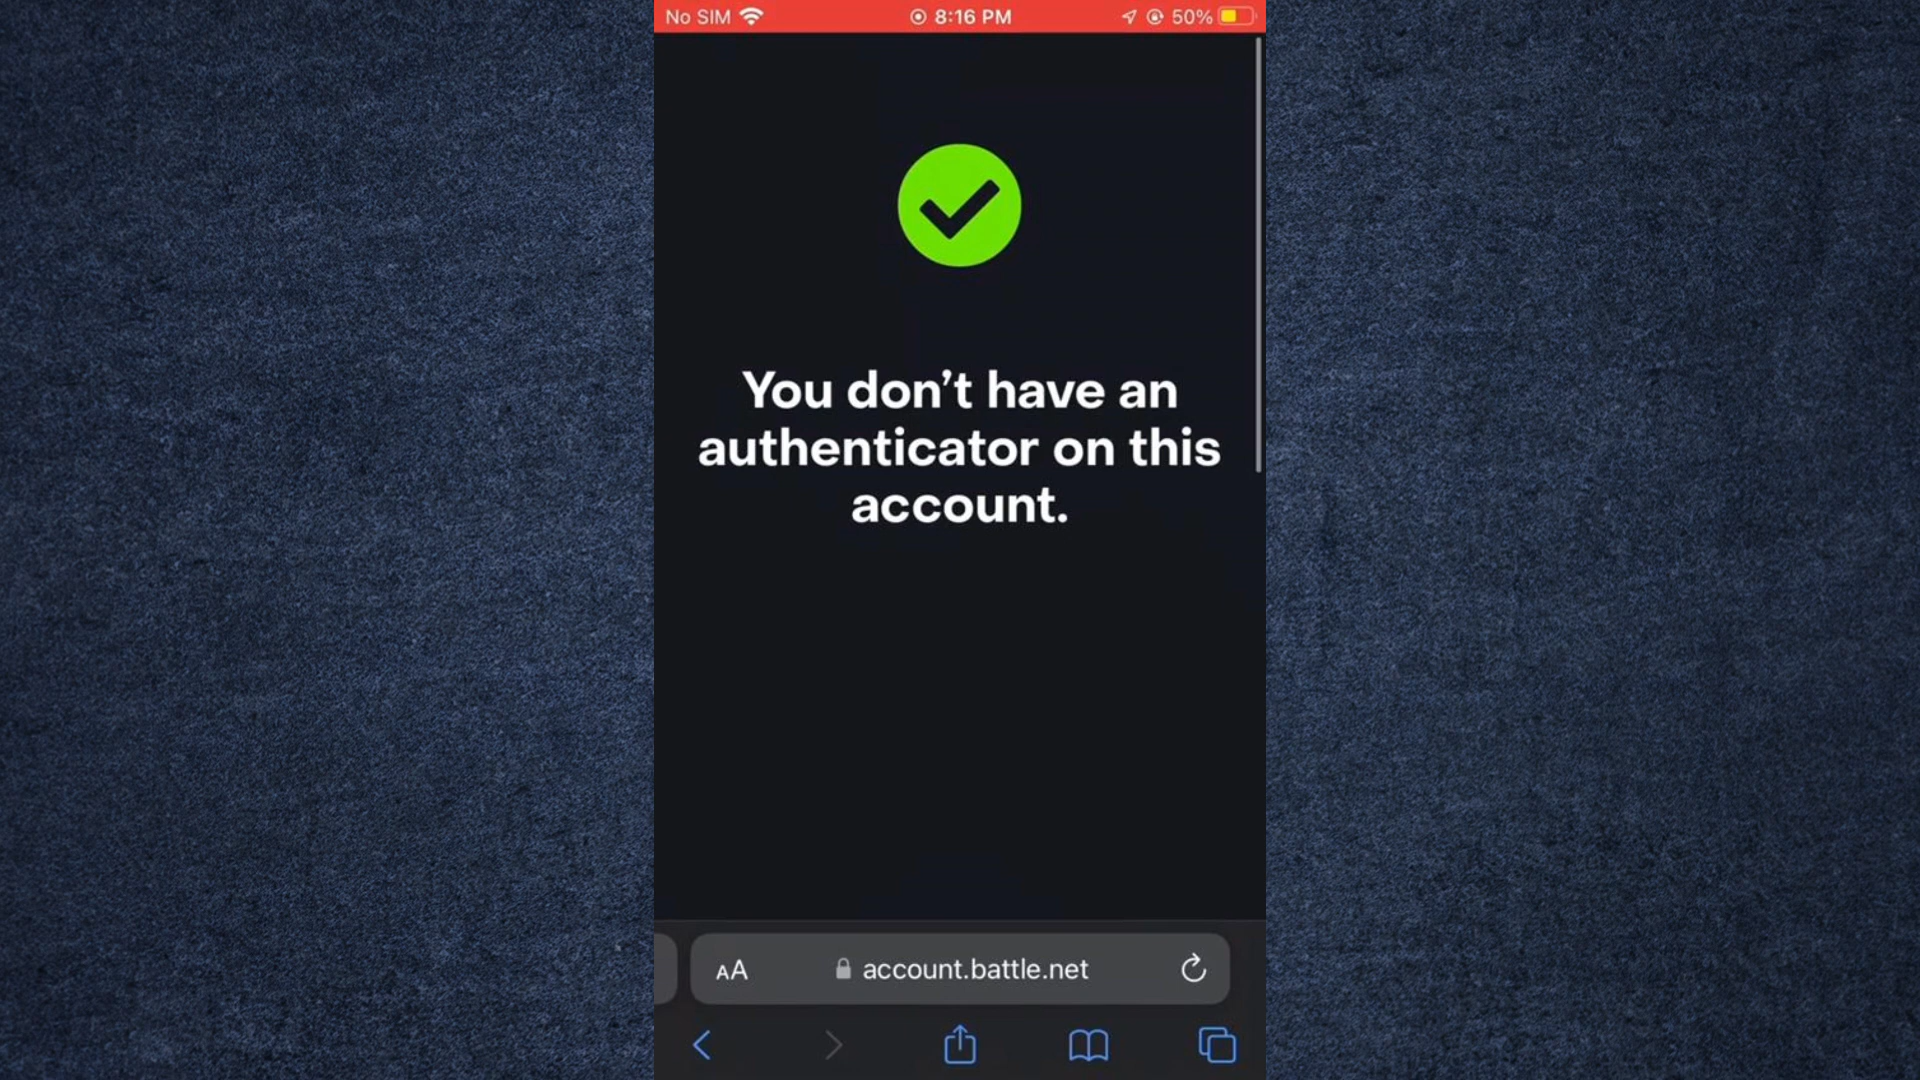 No SIM 8:16 PM 50%
You don’t have an
authenticator on this
account.
AA account.battle.net